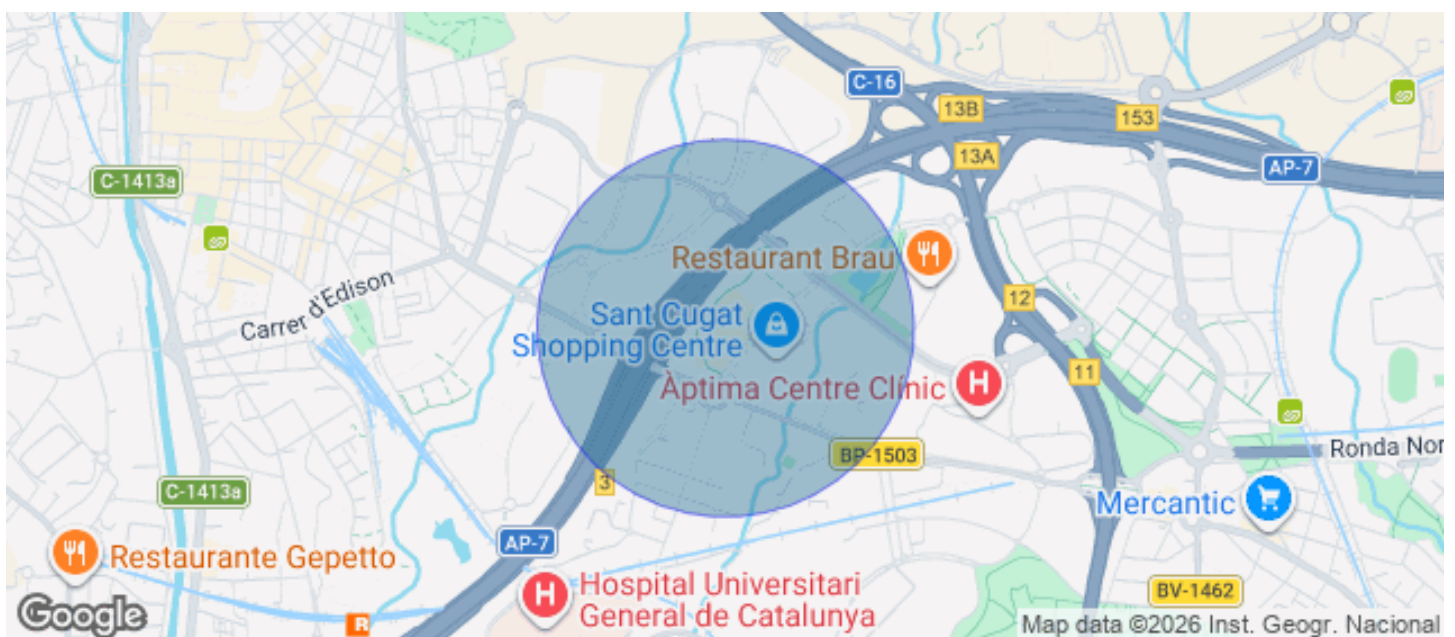 C-16
13B
153
13A
AP-7
C-1413a
Restaurant Brau
Carrer d'Edison
12
Sant Cugat
Shopping Centre
11
Àptima Centre Clínic
BP-1503
Ronda Nor
3
C-1413a
Mercantic
AP-7
Restaurante Gepetto
Hospital Universitari
General de Catalunya
BV-1462
Google
R
Map data ©2026 Inst. Geogr. Nacional